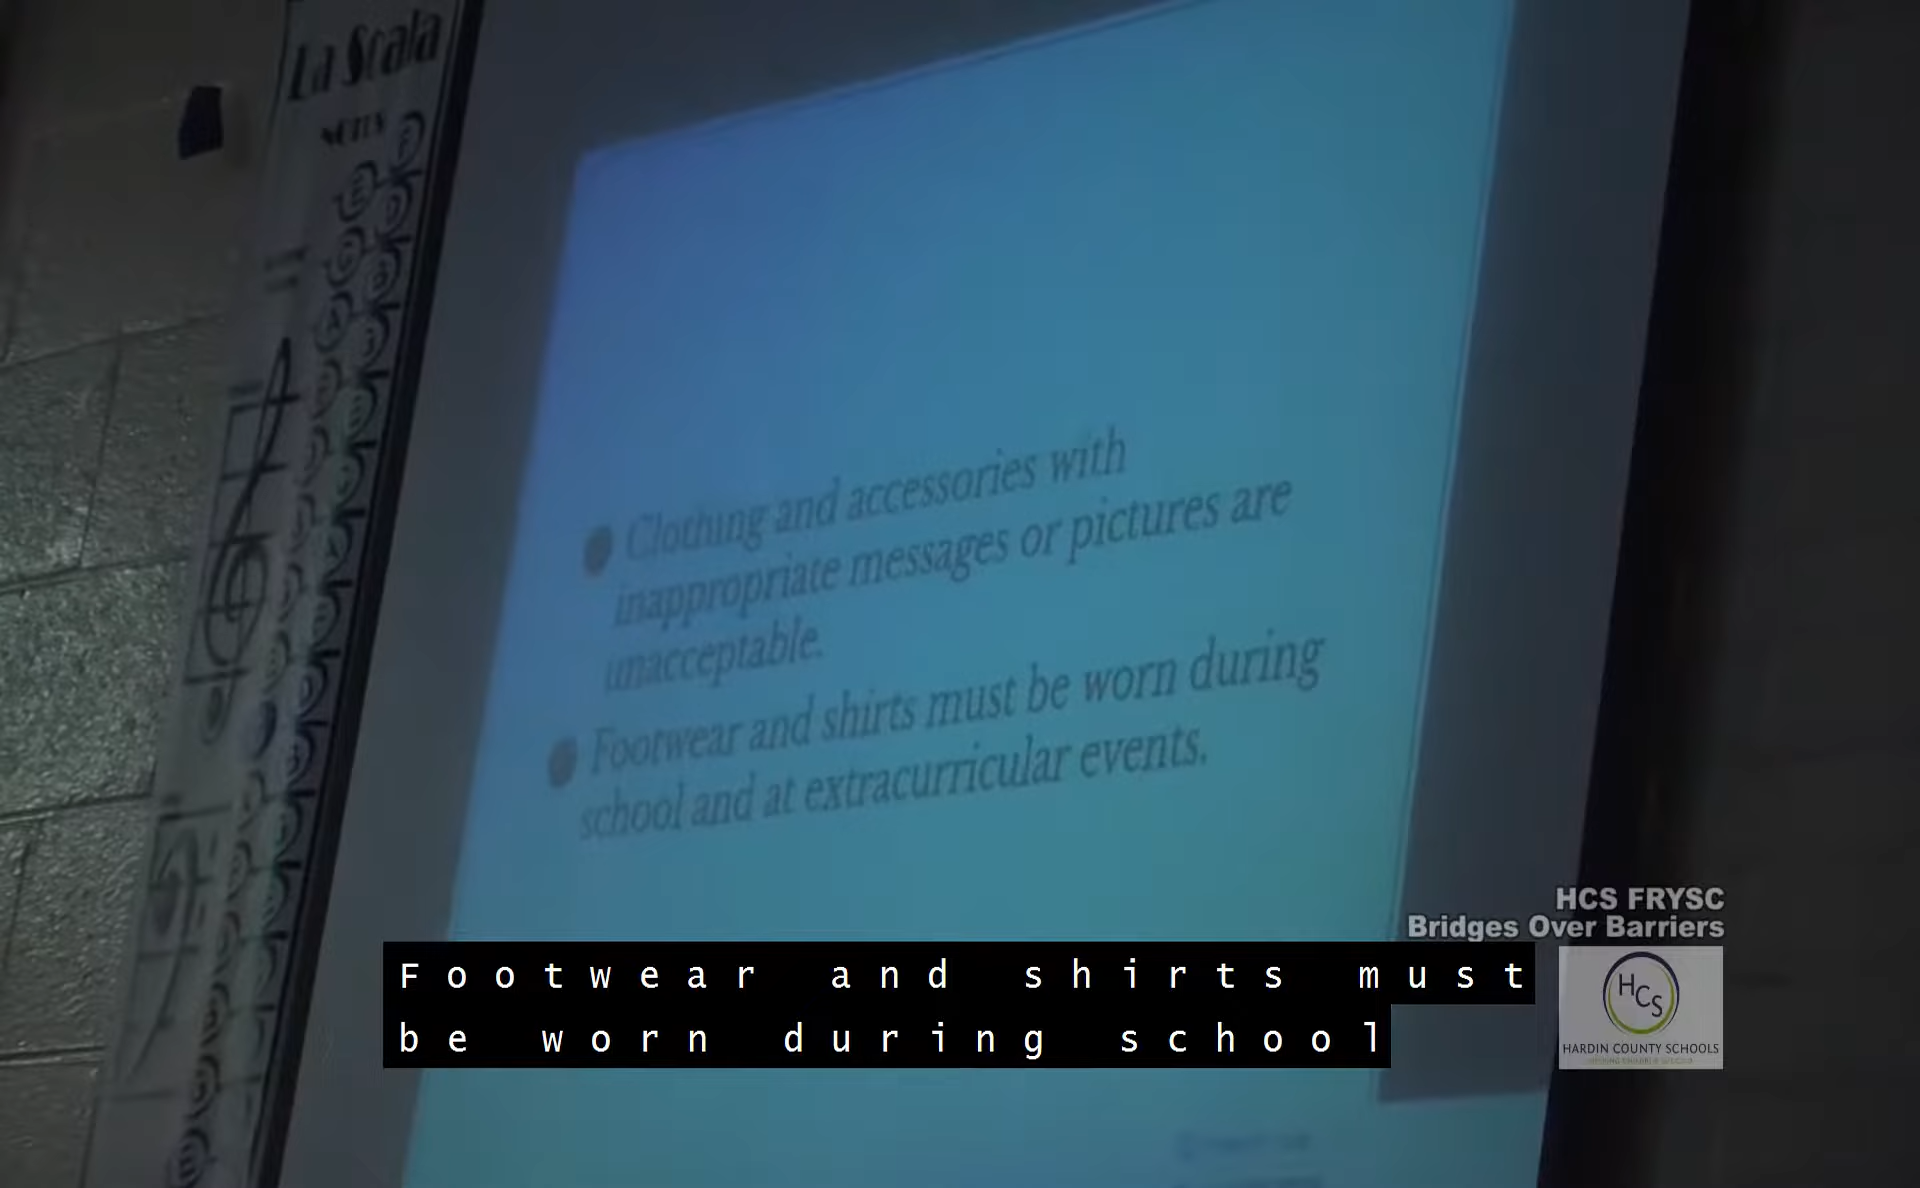 La Scala
NOTES
Clothing and accessories with
inappropriate messages or pictures are
unacceptable.
Footwear and shirts must be worn during
school and at extracurricular events.
HCS FRYSC
Bridges Over Barriers
Footwear and shirts must
be worn during school
HCS
HARDIN COUNTY SCHOOLS